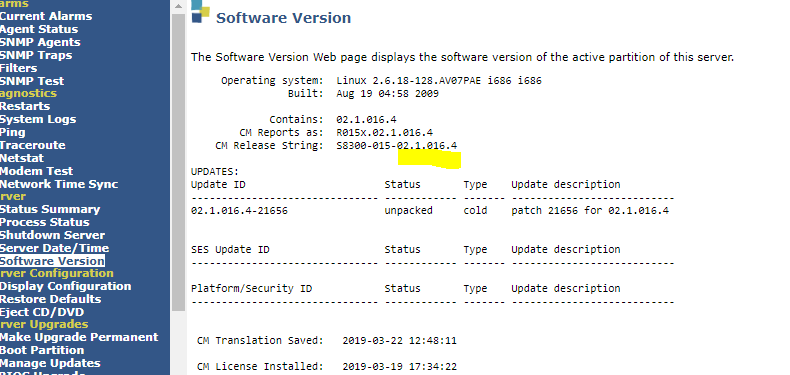 arms
Current Alarms
Agent Status
SNMP Agents
SNMP Traps
Filters
SNMP Test
agnostics
Restarts
System Logs
Ping
Traceroute
Netstat
Modem Test
Network Time Sync
rver
Status Summary
Process Status
Shutdown Server
Server Date/Time
Software Version
rver Configuration
Display Configuration
Restore Defaults
Eject CD/DVD
rver Upgrades
Make Upgrade Permanent
Boot Partition
Manage Updates
BIOS Upgrade
Software Version
The Software Version Web page displays the software version of the active partition of this server.
Operating system: Linux 2.6.18-128.AV07PAE i686 i686
Built: Aug 19 04:58 2009
Contains: 02.1.016.4
CM Reports as: R015x.02.1.016.4
CM Release String: S8300-015-02.1.016.4
UPDATES:
Update ID Status Type Update description
02.1.016.4-21656 unpacked cold patch 21656 for 02.1.016.4
SES Update ID Status Type Update description
Platform/Security ID Status Type Update description
CM Translation Saved: 2019-03-22 12:48:11
CM License Installed: 2019-03-19 17:34:22